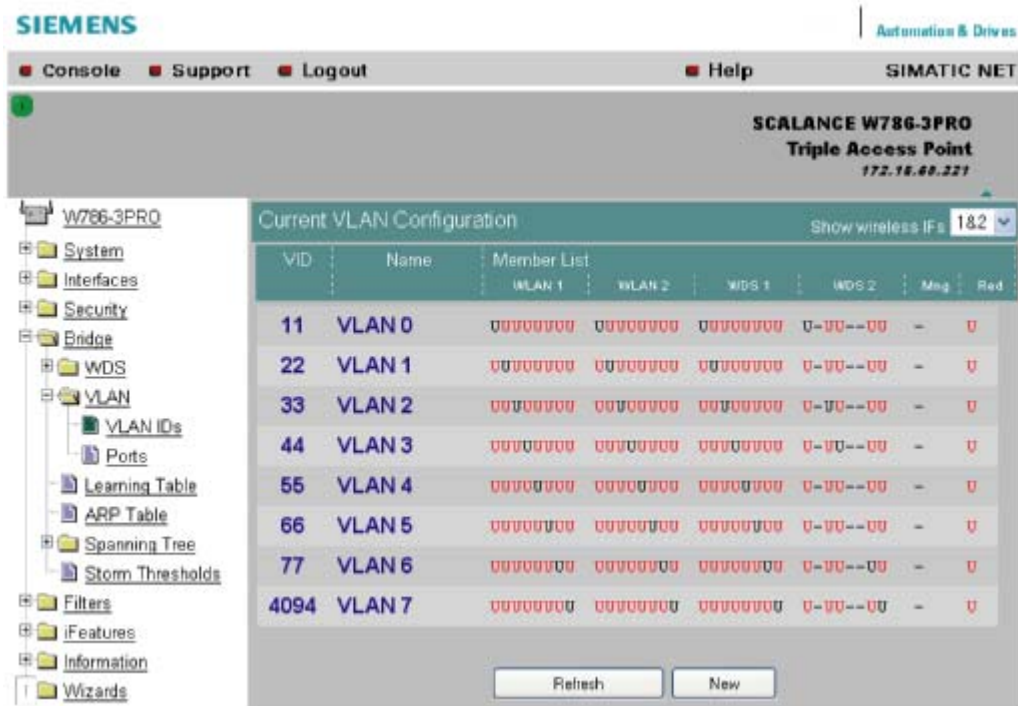 SIEMENS
Automation & Drives
Console Support Logout Help SIMATIC NET
SCALANCE W786-3PRO
Triple Access Point
172.16.60.221
W786-3PRO
System
Interfaces
Security
Bridge
WDS
VLAN
VLAN IDs
Ports
Learning Table
ARP Table
Spanning Tree
Storm Thresholds
Filters
iFeatures
Information
Wizards
Current VLAN Configuration
Show wireless IFs 1&2
VID Name Member List
WLAN 1 WLAN 2 WDS 1 WDS 2 Mng Red
11 VLAN 0 UUUUUUUU UUUUUUUU UUUUUUUU U-UU--UU - U
22 VLAN 1 UUUUUUUU UUUUUUUU UUUUUUUU U-UU--UU - U
33 VLAN 2 UUUUUUUU UUUUUUUU UUUUUUUU U-UU--UU - U
44 VLAN 3 UUUUUUUU UUUUUUUU UUUUUUUU U-UU--UU - U
55 VLAN 4 UUUUUUUU UUUUUUUU UUUUUUUU U-UU--UU - U
66 VLAN 5 UUUUUUUU UUUUUUUU UUUUUUUU U-UU--UU - U
77 VLAN 6 UUUUUUUU UUUUUUUU UUUUUUUU U-UU--UU - U
4094 VLAN 7 UUUUUUUU UUUUUUUU UUUUUUUU U-UU--UU - U
Refresh New